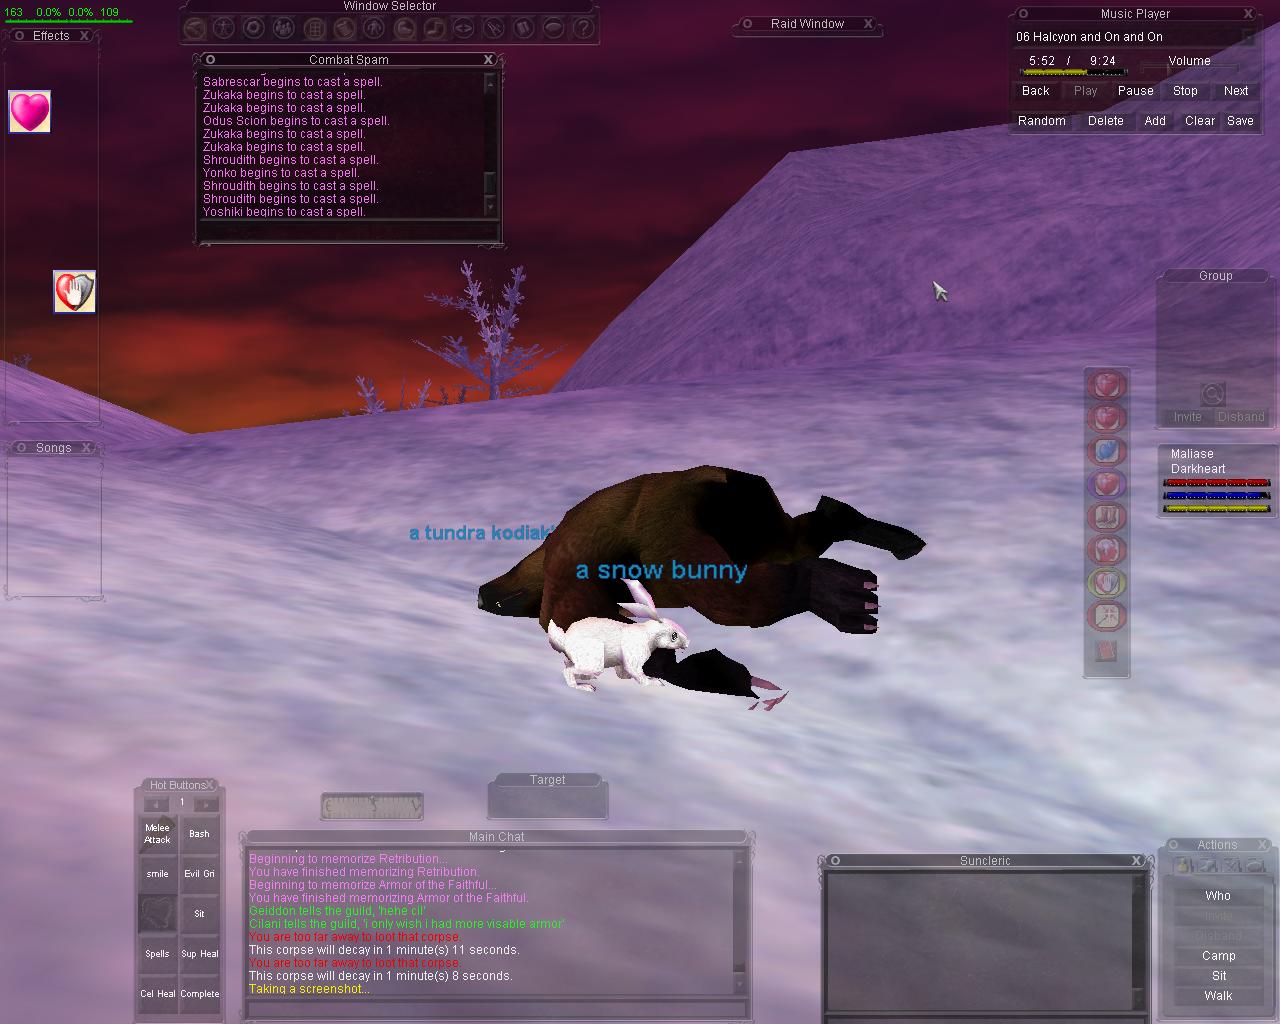 163 0.0% 0.0% 109
Effects X
Window Selector
Combat Spam X
Sabrescar begins to cast a spell.
Zukaka begins to cast a spell.
Zukaka begins to cast a spell.
Odus Scion begins to cast a spell.
Zukaka begins to cast a spell.
Zukaka begins to cast a spell.
Shroudith begins to cast a spell.
Yonko begins to cast a spell.
Shroudith begins to cast a spell.
Shroudith begins to cast a spell.
Yoshiki begins to cast a spell.
Raid Window X
Music Player X
06 Halcyon and On and On
5:52 / 9:24 Volume
Back Play Pause Stop Next
Random Delete Add Clear Save
Group
Invite Disband
Maliase
Darkheart
Songs X
a tundra kodiak'
a snow bunny
Hot Buttons X
1
Melee
Attack
Bash
smile
Evil Gri
Sit
Spells
Sup Heal
Cel Heal
Complete
Target
Main Chat
Beginning to memorize Retribution...
You have finished memorizing Retribution.
Beginning to memorize Armor of the Faithful...
You have finished memorizing Armor of the Faithful.
Geiddon tells the guild, 'hehe cil'
Cilani tells the guild, 'i only wish i had more visable armor'
You are too far away to loot that corpse.
This corpse will decay in 1 minute(s) 11 seconds.
You are too far away to loot that corpse.
This corpse will decay in 1 minute(s) 8 seconds.
Taking a screenshot...
Suncleric X
Actions X
Who
Invite
Disband
Camp
Sit
Walk